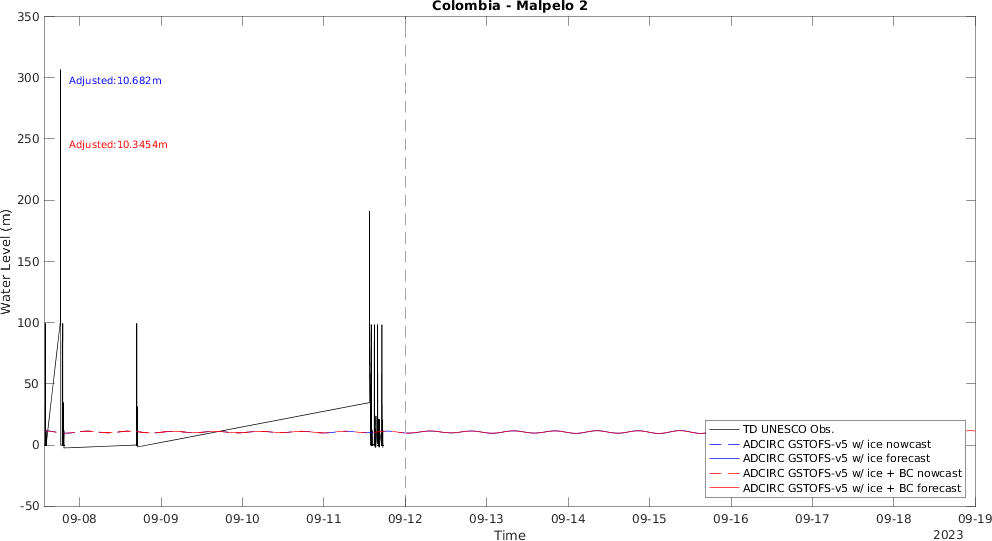 Colombia - Malpelo 2
350
300
250
200
150
100
50
0
-50
Water Level (m)
Adjusted:10.682m
Adjusted:10.3454m
TD UNESCO Obs.
ADCIRC GSTOFS-v5 w/ ice nowcast
ADCIRC GSTOFS-v5 w/ ice forecast
ADCIRC GSTOFS-v5 w/ ice + BC nowcast
ADCIRC GSTOFS-v5 w/ ice + BC forecast
09-08 09-09 09-10 09-11 09-12 09-13 09-14 09-15 09-16 09-17 09-18 09-19
Time
2023